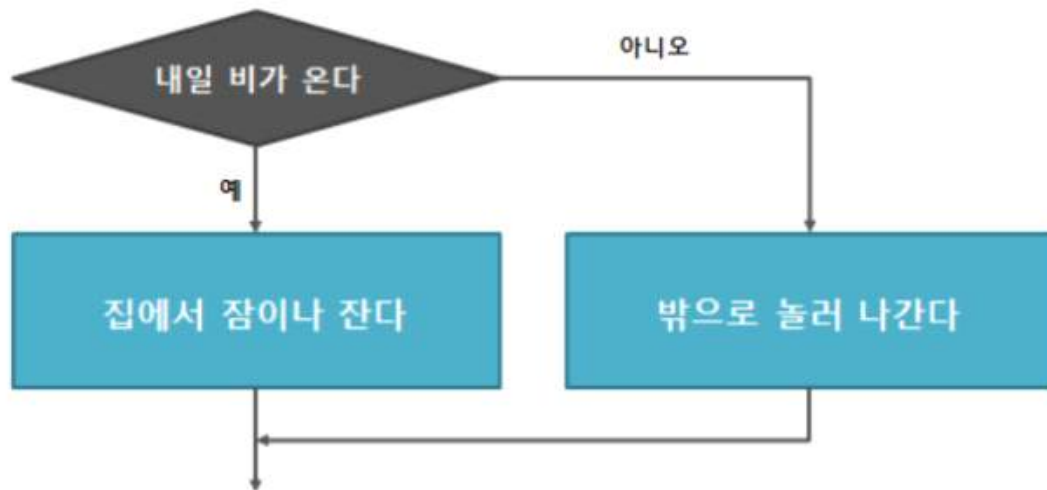 내일 비가 온다
아니오
예
집에서 잠이나 잔다
밖으로 놀러 나간다